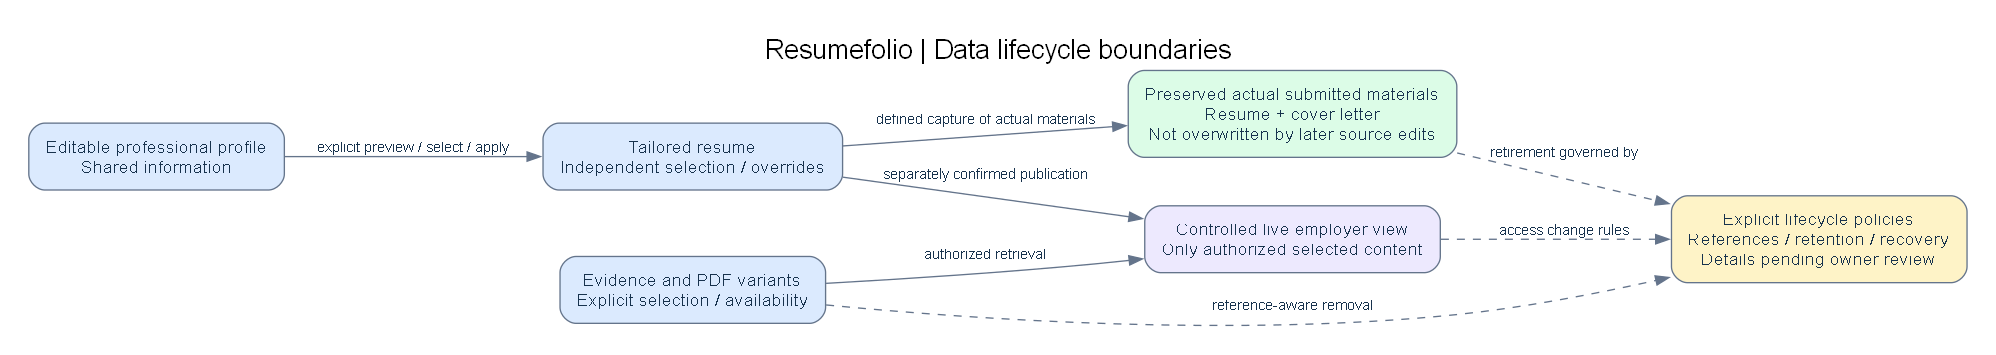 Resumefolio | Data lifecycle boundaries
Editable professional profile
Shared information
explicit preview / select / apply
Tailored resume
Independent selection / overrides
defined capture of actual materials
separately confirmed publication
Preserved actual submitted materials
Resume + cover letter
Not overwritten by later source edits
retirement governed by
Evidence and PDF variants
Explicit selection / availability
authorized retrieval
Controlled live employer view
Only authorized selected content
access change rules
reference-aware removal
Explicit lifecycle policies
References / retention / recovery
Details pending owner review